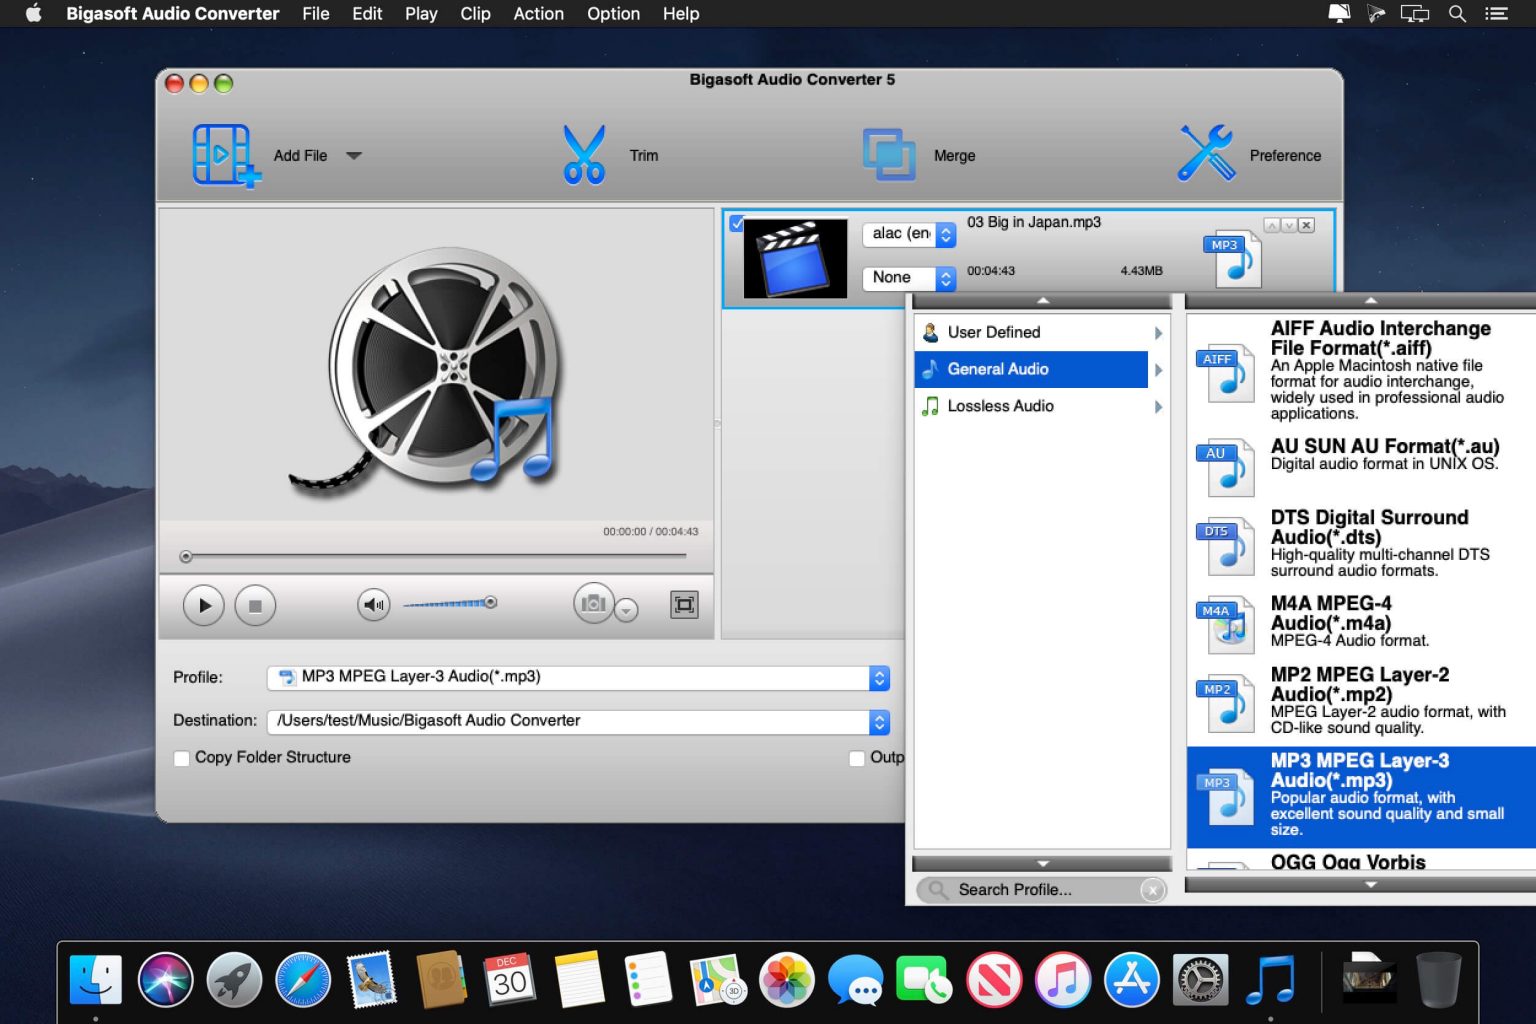 Bigasoft Audio Converter File Edit Play Clip Action Option Help
Bigasoft Audio Converter 5
Add File Trim Merge Preference
alac (en
03 Big in Japan.mp3
MP3
None
00:04:43 4.43MB
User Defined
General Audio
Lossless Audio
Search Profile...
AIFF
AIFF Audio Interchange
File Format(*.aiff)
An Apple Macintosh native file
format for audio interchange,
widely used in professional audio
applications.
AU
AU SUN AU Format(*.au)
Digital audio format in UNIX OS.
DTS
DTS Digital Surround
Audio(*.dts)
High-quality multi-channel DTS
surround audio formats.
M4A
M4A MPEG-4
Audio(*.m4a)
MPEG-4 Audio format.
MP2
MP2 MPEG Layer-2
Audio(*.mp2)
MPEG Layer-2 audio format, with
CD-like sound quality.
MP3
MP3 MPEG Layer-3
Audio(*.mp3)
Popular audio format, with
excellent sound quality and small
size.
OGG Ogg Vorbis
00:00:00 / 00:04:43
Profile: MP3 MPEG Layer-3 Audio(*.mp3)
Destination: /Users/test/Music/Bigasoft Audio Converter
Copy Folder Structure Outp
DEC
30
3D